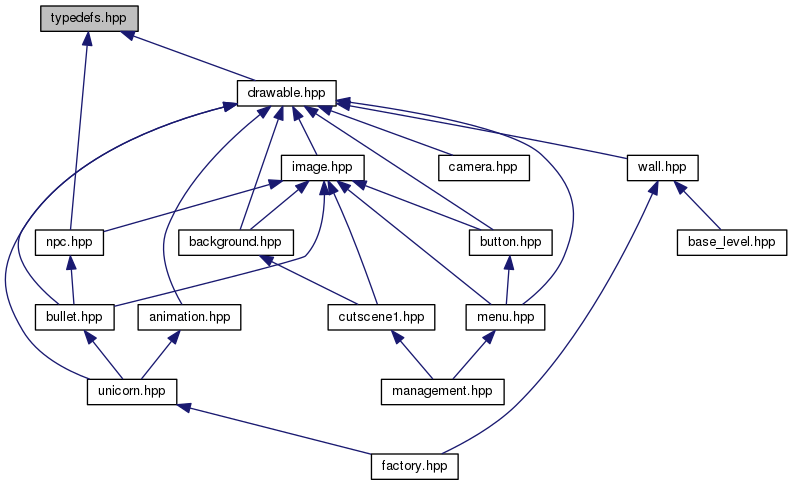 typedefs.hpp
drawable.hpp
image.hpp
camera.hpp
wall.hpp
npc.hpp
background.hpp
button.hpp
base_level.hpp
bullet.hpp
animation.hpp
cutscene1.hpp
menu.hpp
unicorn.hpp
management.hpp
factory.hpp